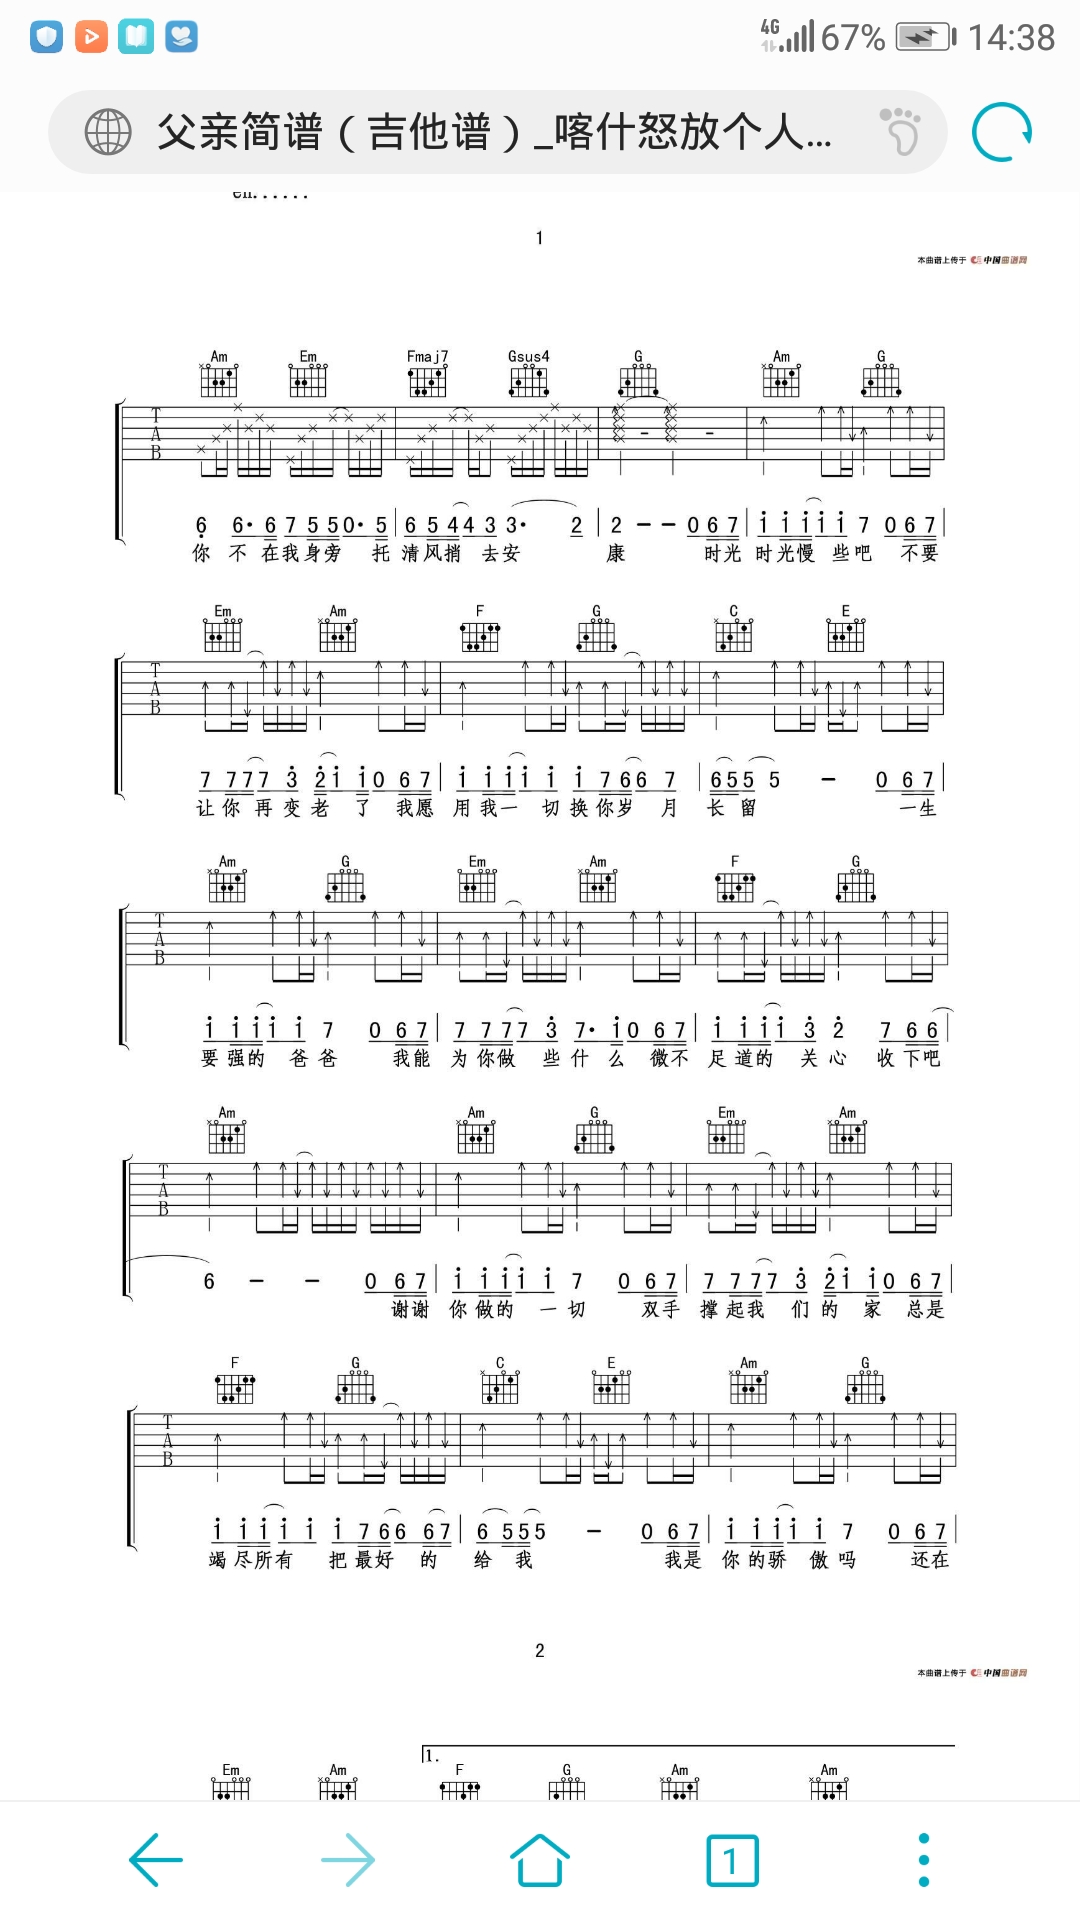 4G 67% 14:38
父亲简谱（吉他谱）_喀什怒放个人...
en......
1
本曲谱上传于 中国曲谱网
Am Em Fmaj7 Gsus4 G Am G
T
A
B
6 6· 6 7 5 5 0· 5 | 6 5 4 4 3 3· 2 | 2 - - 0 6 7 | i i i i i 7 0 6 7 |
你 不 在我身旁 托 清风捎 去安 康 时光 时光慢 些吧 不要
Em Am F G C E
T
A
B
7 7 7 7 3 2 i i 0 6 7 | i i i i i i 7 6 6 7 | 6 5 5 5 - 0 6 7 |
让你再变老了 我愿 用我一 切换你岁 月 长留 一生
Am G Em Am F G
T
A
B
i i i i i 7 0 6 7 | 7 7 7 7 3 7· i 0 6 7 | i i i i 3 2 7 6 6 |
要强的 爸爸 我能 为你做 些什么 微不 足道的 关心 收下吧
Am Am G Em Am
T
A
B
6 - - 0 6 7 | i i i i i 7 0 6 7 | 7 7 7 7 3 2 i i 0 6 7 |
谢谢 你做的 一切 双手 撑起我 们的 家 总是
F G C E Am G
T
A
B
i i i i i i 7 6 6 6 7 | 6 5 5 5 - 0 6 7 | i i i i i 7 0 6 7 |
竭尽所有 把最好 的 给 我 我是 你的骄 傲吗 还在
2
本曲谱上传于 中国曲谱网
1.
Em Am F G Am Am
1